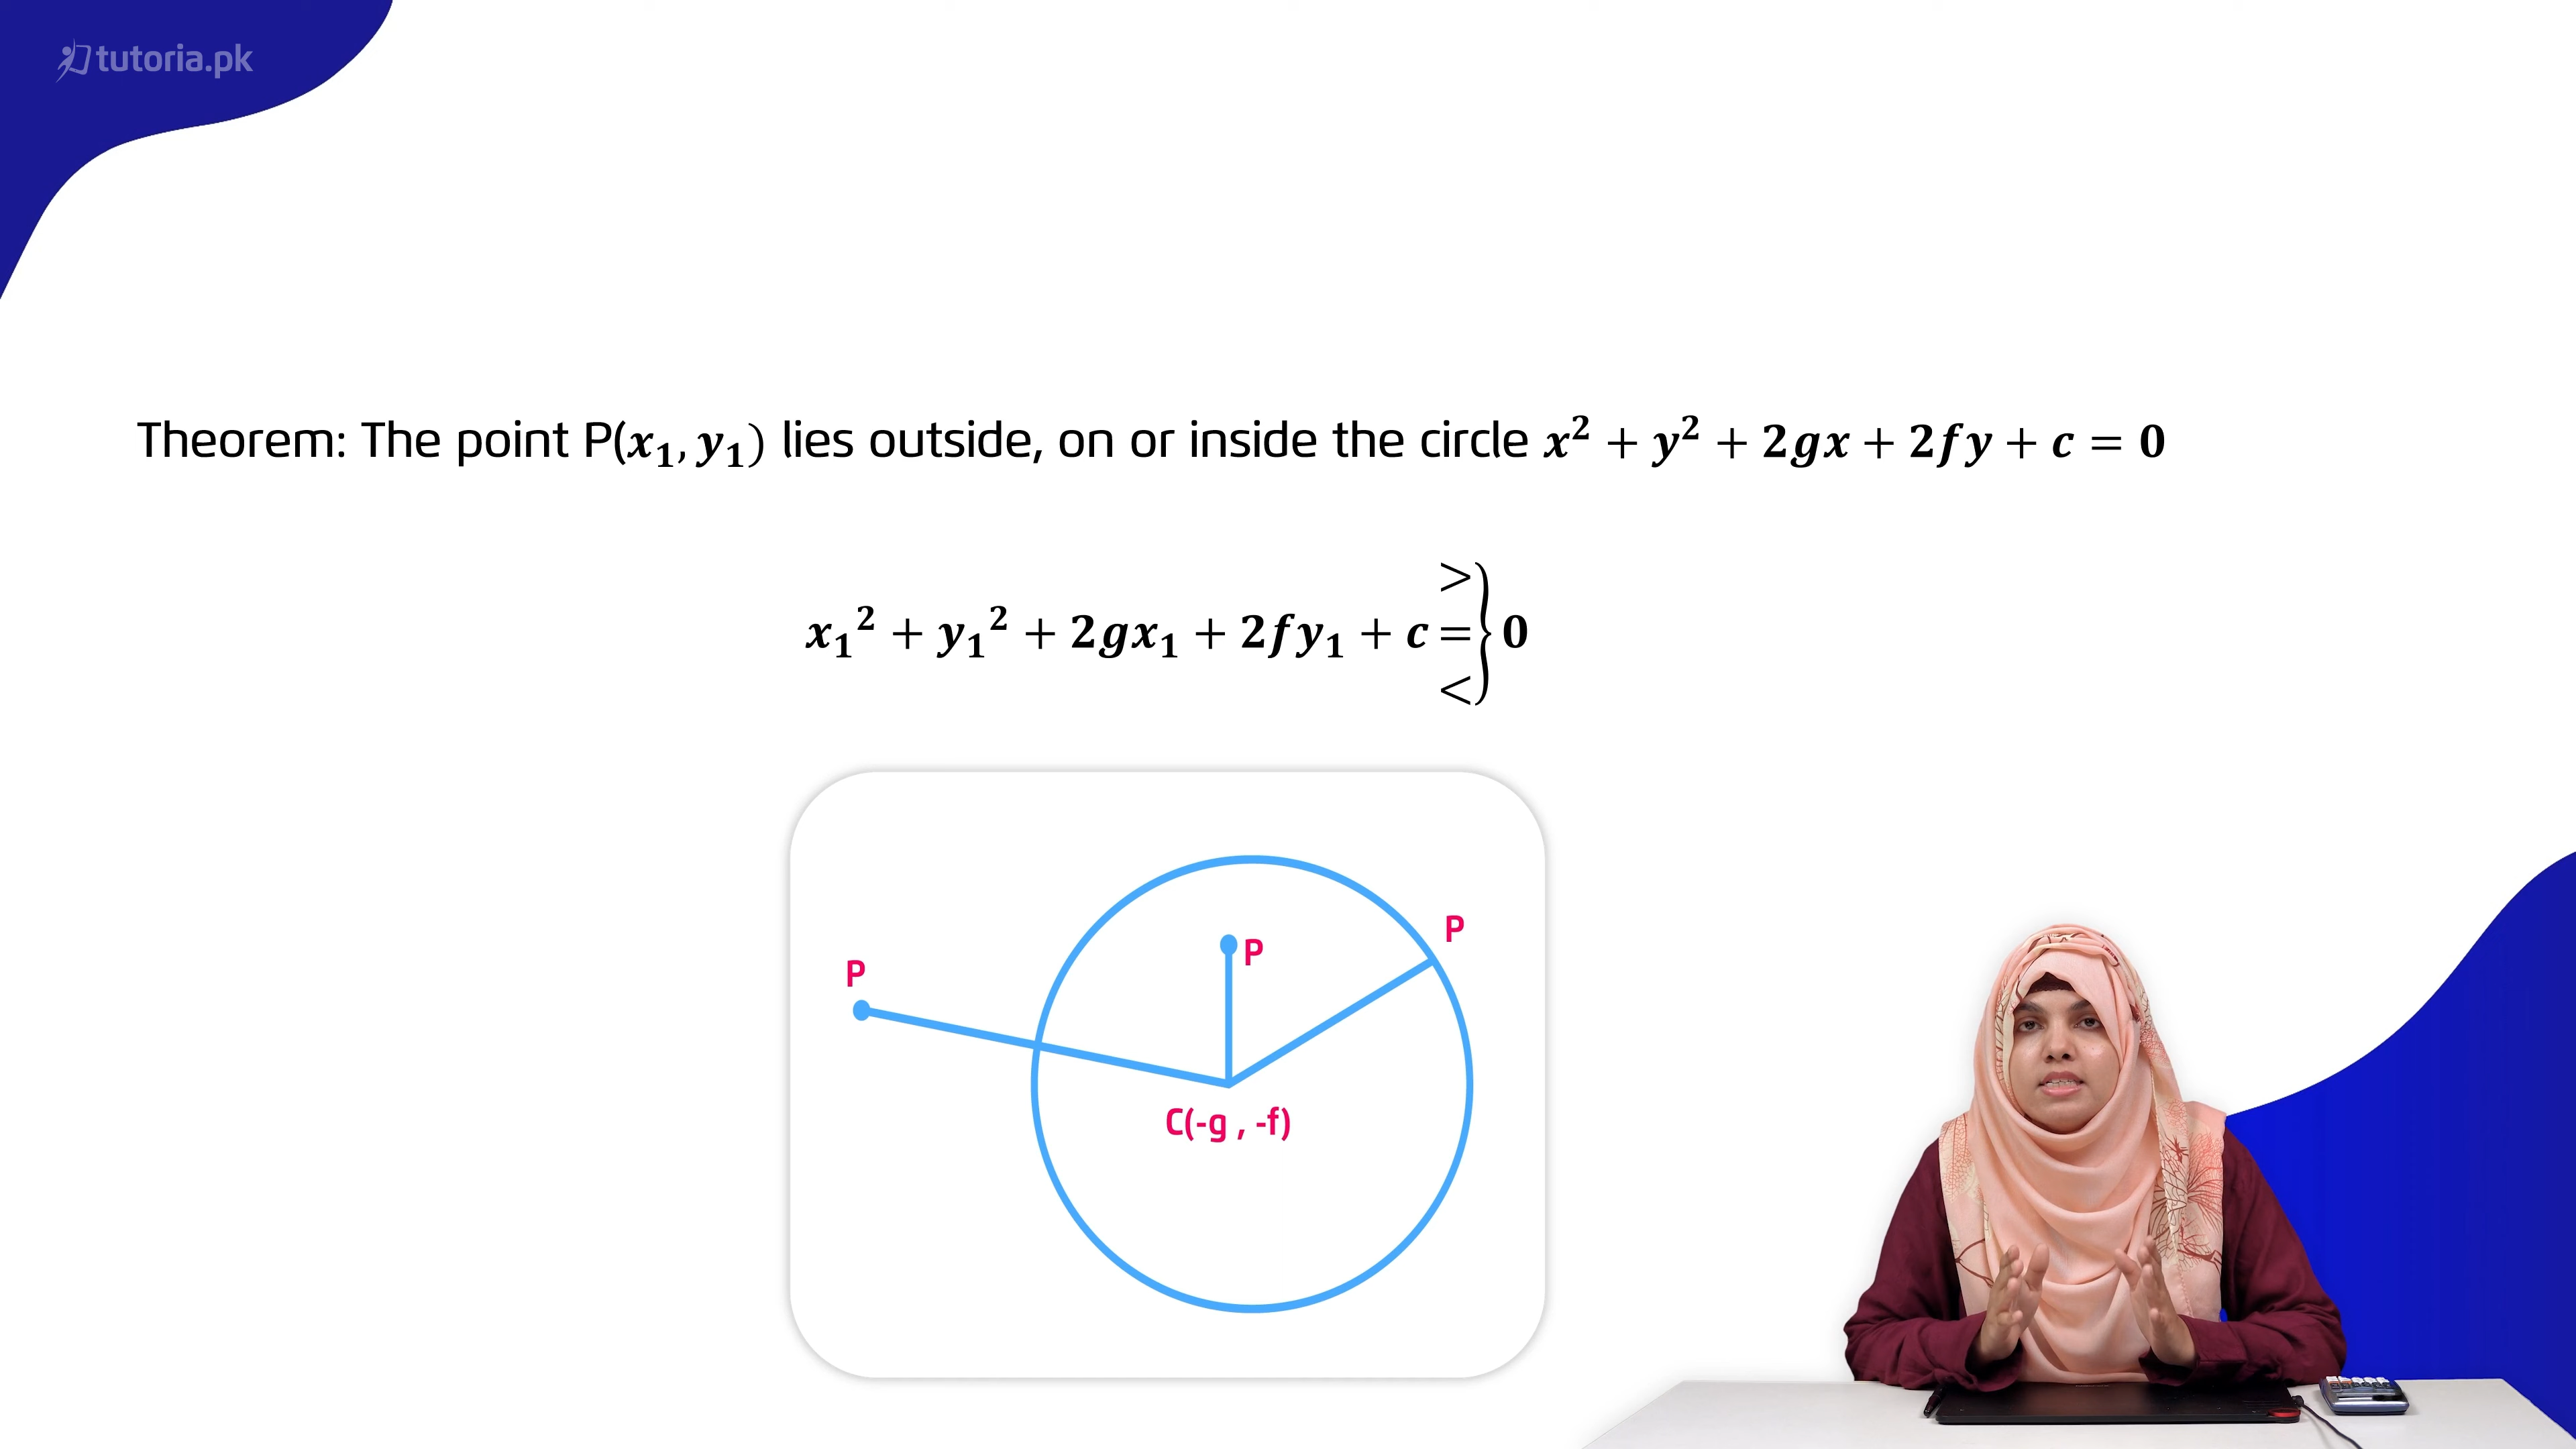 tutoria.pk
Theorem: The point P(x₁, y₁) lies outside, on or inside the circle x² + y² + 2gx + 2fy + c = 0
>
x₁² + y₁² + 2gx₁ + 2fy₁ + c = } 0
<
P
P
P
C(-g , -f)